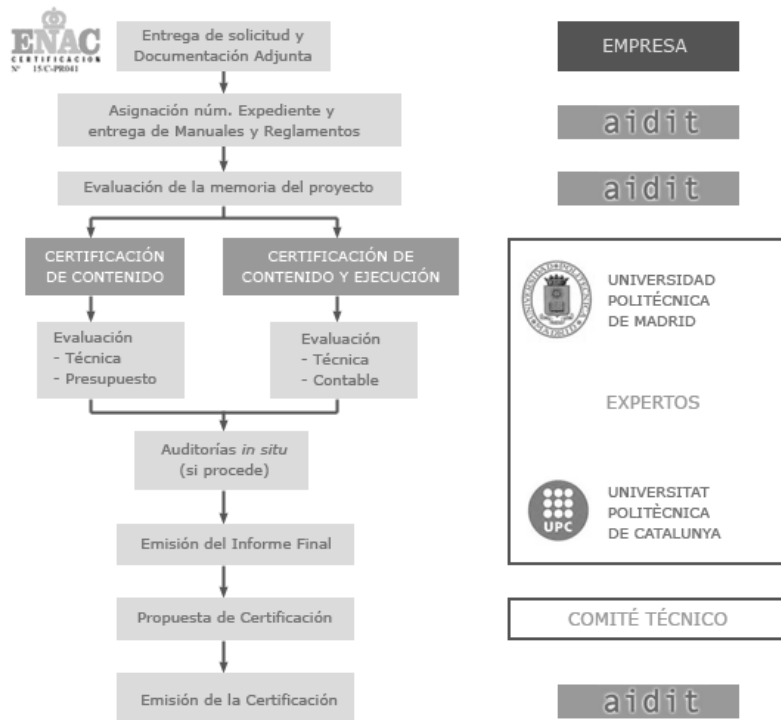 ENAC
CERTIFICACIÓN
Nº 15/C-PR041
Entrega de solicitud y
Documentación Adjunta
EMPRESA
Asignación núm. Expediente y
entrega de Manuales y Reglamentos
aidit
Evaluación de la memoria del proyecto
aidit
CERTIFICACIÓN
DE CONTENIDO
CERTIFICACIÓN DE
CONTENIDO Y EJECUCIÓN
UNIVERSIDAD POLITÉCNICA
MADRID
UNIVERSIDAD
POLITÉCNICA
DE MADRID
Evaluación
- Técnica
- Presupuesto
Evaluación
- Técnica
- Contable
EXPERTOS
Auditorías in situ
(si procede)
UPC
UNIVERSITAT
POLITÈCNICA
DE CATALUNYA
Emisión del Informe Final
Propuesta de Certificación
COMITÉ TÉCNICO
Emisión de la Certificación
aidit